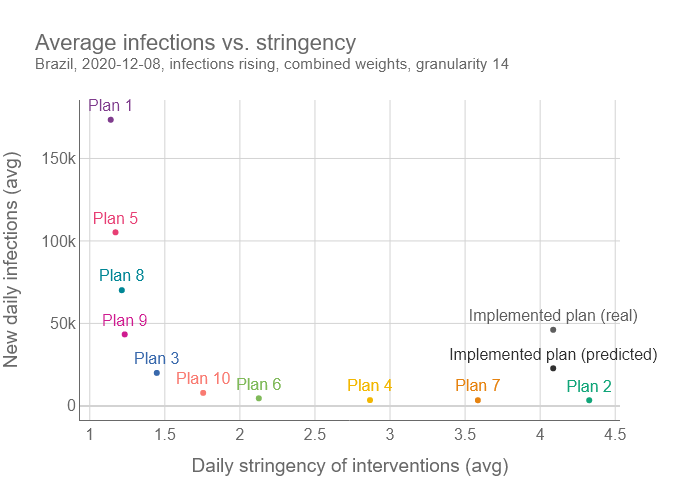 Average infections vs. stringency
Brazil, 2020-12-08, infections rising, combined weights, granularity 14
New daily infections (avg)
150k
100k
50k
0
Plan 1
Plan 5
Plan 8
Plan 9
Implemented plan (real)
Plan 3
Implemented plan (predicted)
Plan 10
Plan 6
Plan 4
Plan 7
Plan 2
1
1.5
2
2.5
3
3.5
4
4.5
Daily stringency of interventions (avg)